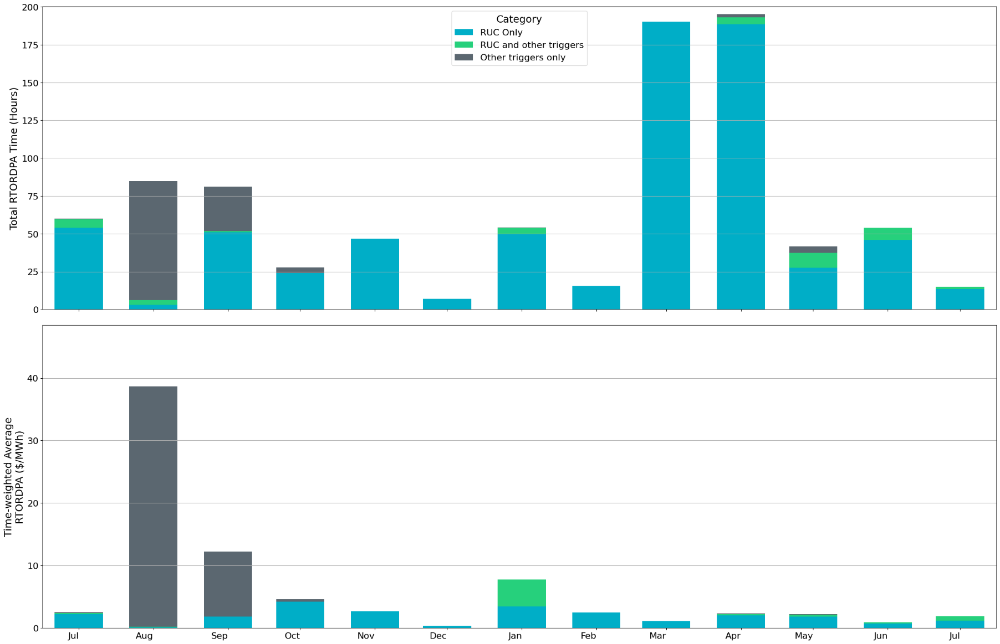 Total RTORDPA Time (Hours)
200
175
150
125
100
75
50
25
0
Category
RUC Only
RUC and other triggers
Other triggers only
Time-weighted Average
RTORDPA ($/MWh)
40
30
20
10
0
Jul Aug Sep Oct Nov Dec Jan Feb Mar Apr May Jun Jul